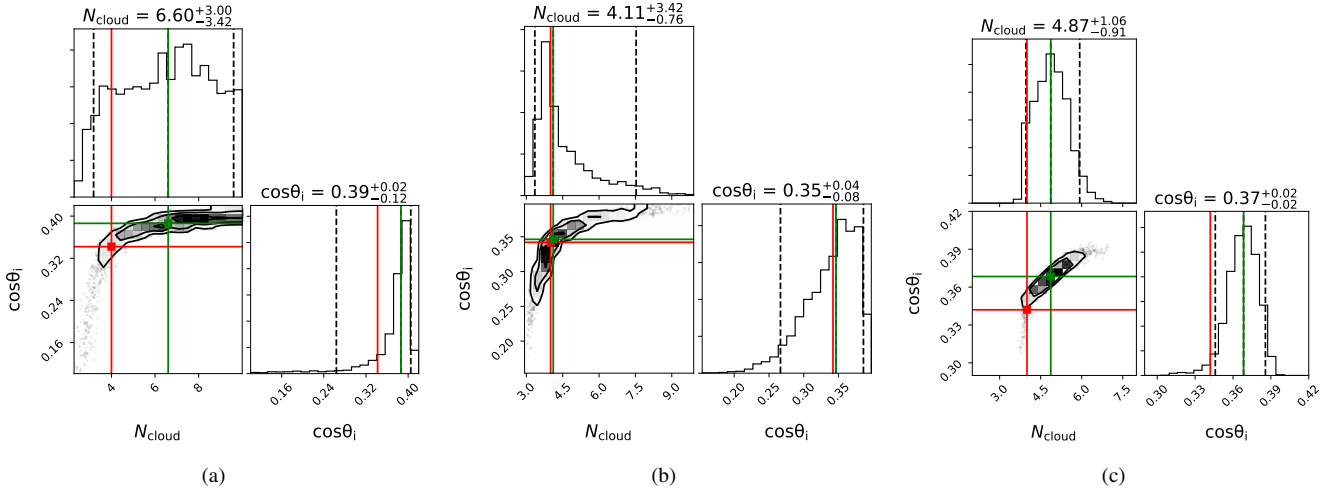 N_cloud = 6.60^{+3.00}_{-3.42}
cosθ_i = 0.39^{+0.02}_{-0.12}
0.40
0.32
0.24
0.16
cosθ_i
4
6
8
N_cloud
0.16
0.24
0.32
0.40
cosθ_i
(a)
N_cloud = 4.11^{+3.42}_{-0.76}
cosθ_i = 0.35^{+0.04}_{-0.08}
0.35
0.30
0.25
0.20
cosθ_i
3.0
4.5
6.0
7.5
9.0
N_cloud
0.20
0.25
0.30
0.35
cosθ_i
(b)
N_cloud = 4.87^{+1.06}_{-0.91}
cosθ_i = 0.37^{+0.02}_{-0.02}
0.42
0.39
0.36
0.33
0.30
cosθ_i
3.0
4.5
6.0
7.5
N_cloud
0.30
0.33
0.36
0.39
0.42
cosθ_i
(c)